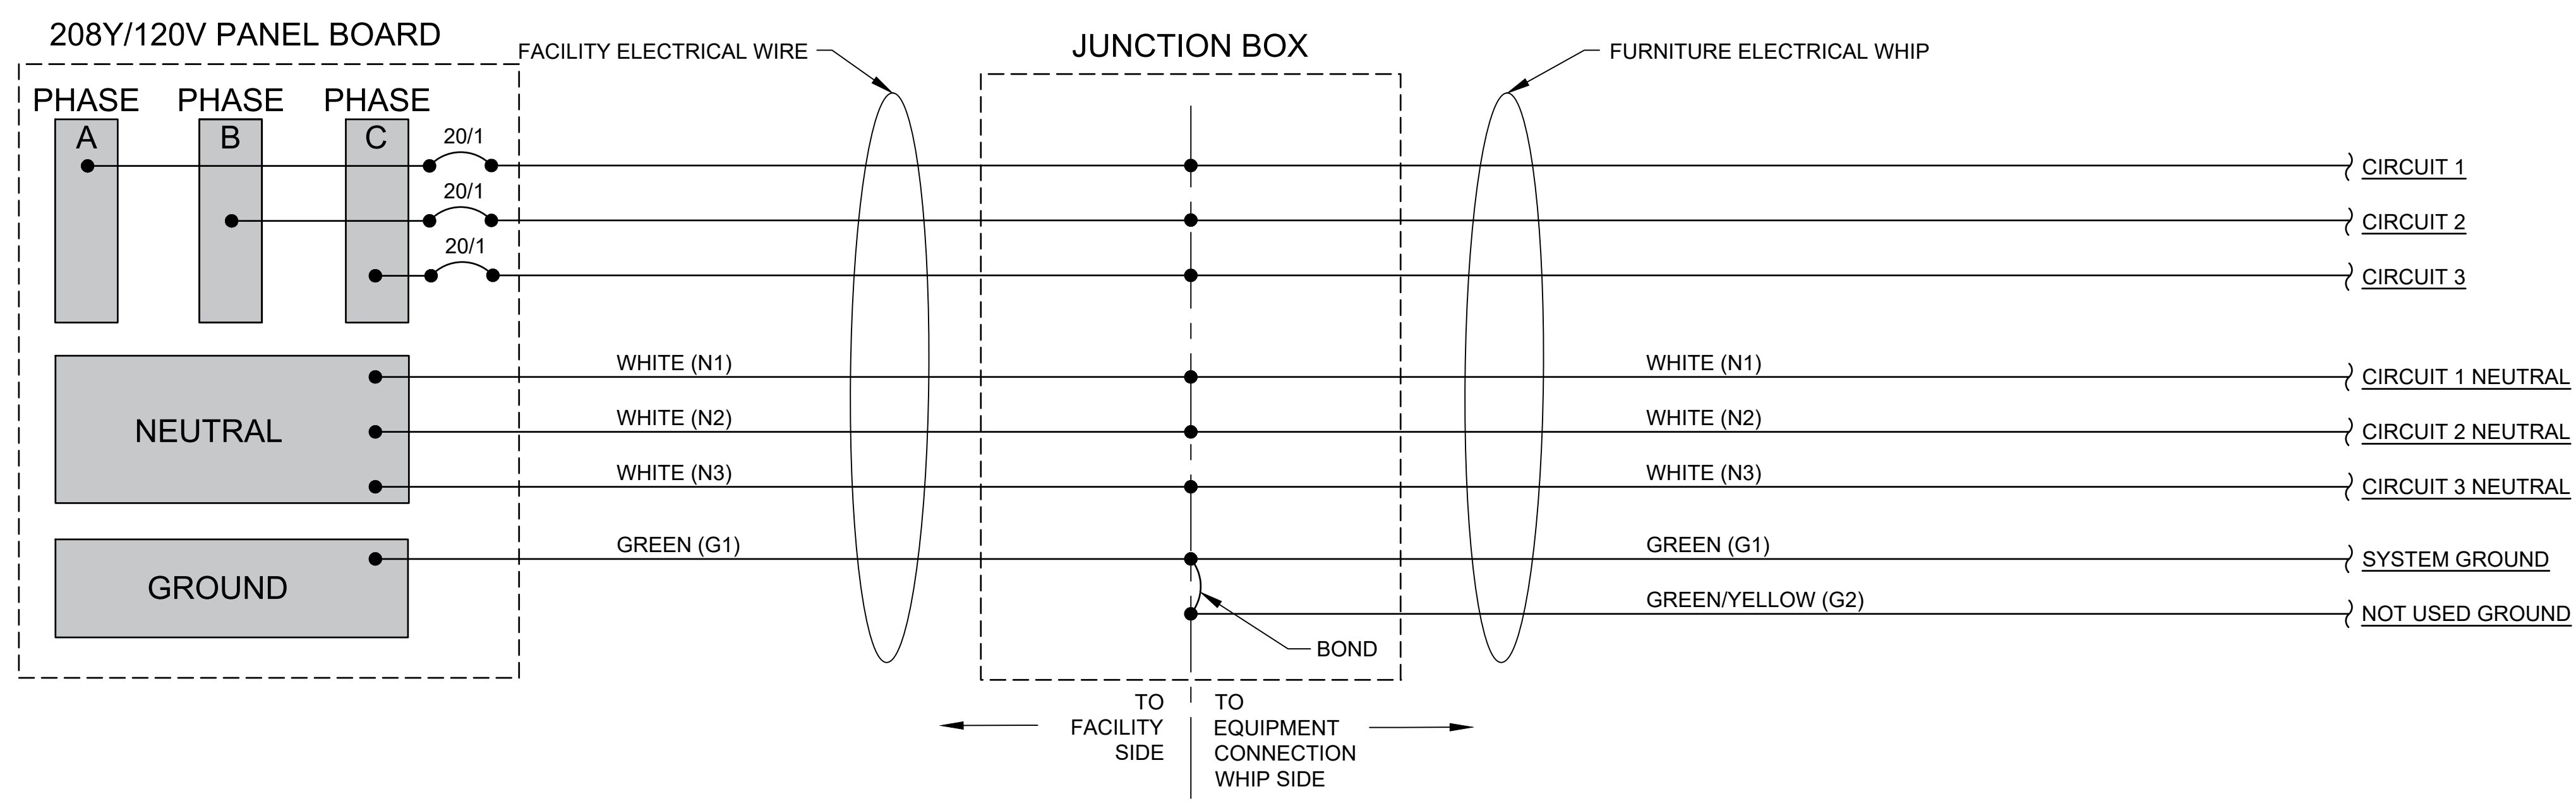 208Y/120V PANEL BOARD
FACILITY ELECTRICAL WIRE
JUNCTION BOX
FURNITURE ELECTRICAL WHIP
PHASE PHASE PHASE
A B C
20/1
CIRCUIT 1
20/1
CIRCUIT 2
20/1
CIRCUIT 3
WHITE (N1)
WHITE (N1)
CIRCUIT 1 NEUTRAL
NEUTRAL
WHITE (N2)
WHITE (N2)
CIRCUIT 2 NEUTRAL
WHITE (N3)
WHITE (N3)
CIRCUIT 3 NEUTRAL
GROUND
GREEN (G1)
GREEN (G1)
SYSTEM GROUND
GREEN/YELLOW (G2)
NOT USED GROUND
BOND
TO
FACILITY
SIDE
TO
EQUIPMENT
CONNECTION
WHIP SIDE